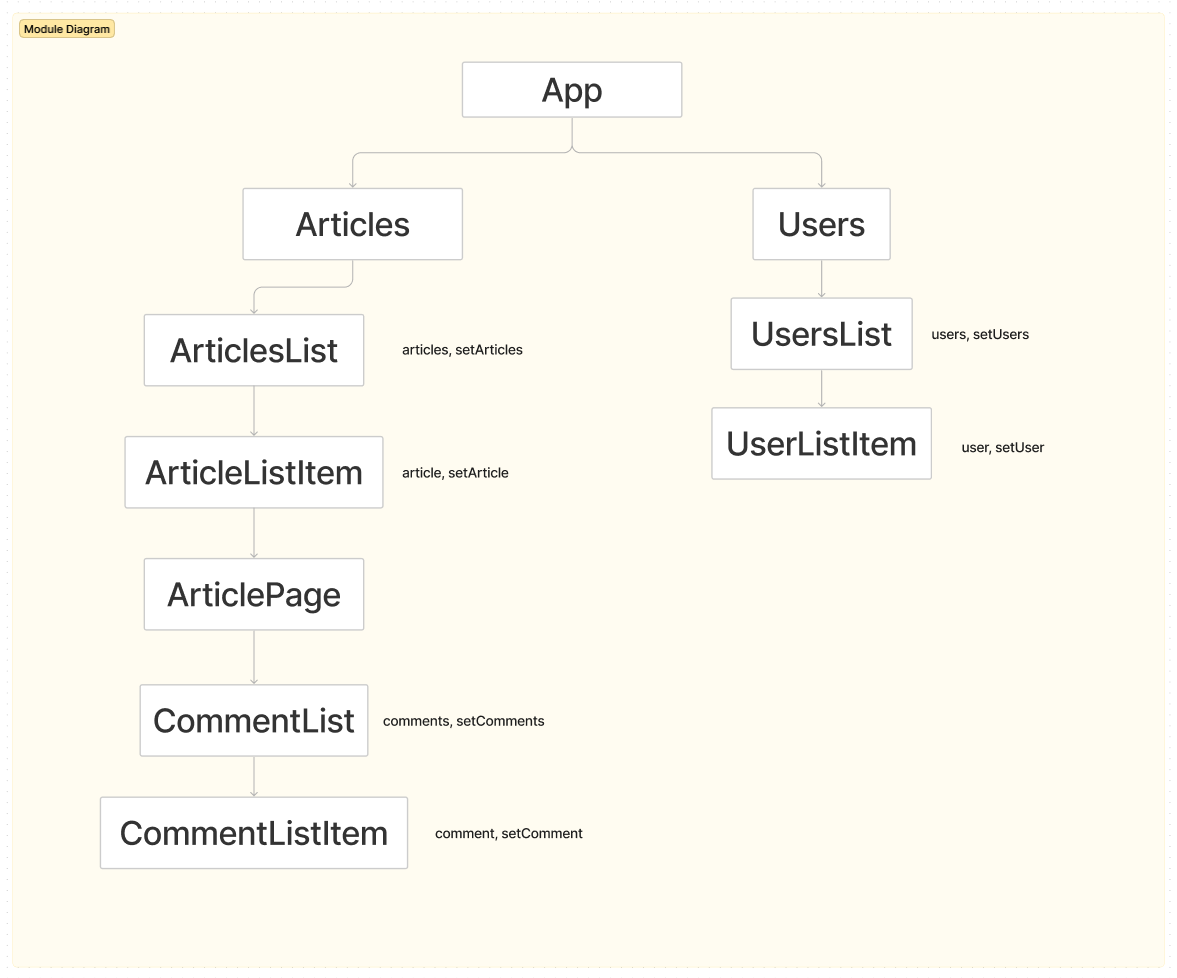 Module Diagram
App
Articles
Users
ArticlesList
articles, setArticles
UsersList
users, setUsers
ArticleListItem
article, setArticle
UserListItem
user, setUser
ArticlePage
CommentList
comments, setComments
CommentListItem
comment, setComment